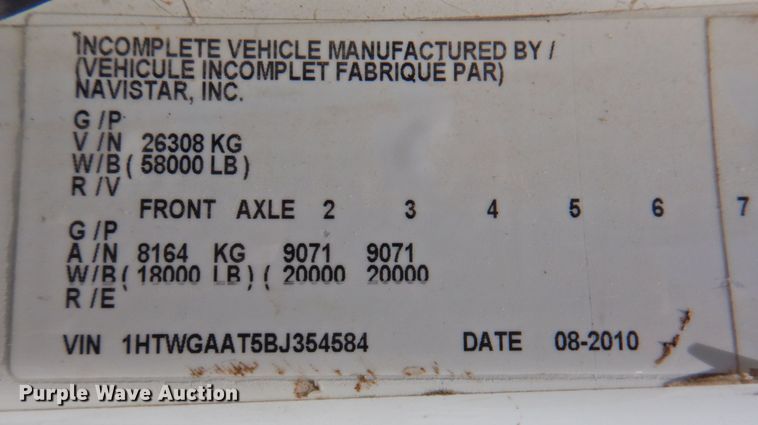 INCOMPLETE VEHICLE MANUFACTURED BY /
(VEHICULE INCOMPLET FABRIQUE PAR)
NAVISTAR, INC.
G /P
V /N 26308 KG
W/B ( 58000 LB )
R /V
FRONT AXLE 2 3 4 5 6 7
G /P
A /N 8164 KG 9071 9071
W/B ( 18000 LB ) ( 20000 20000
R /E
VIN 1HTWGAAT5BJ354584 DATE 08-2010
Purple Wave Auction